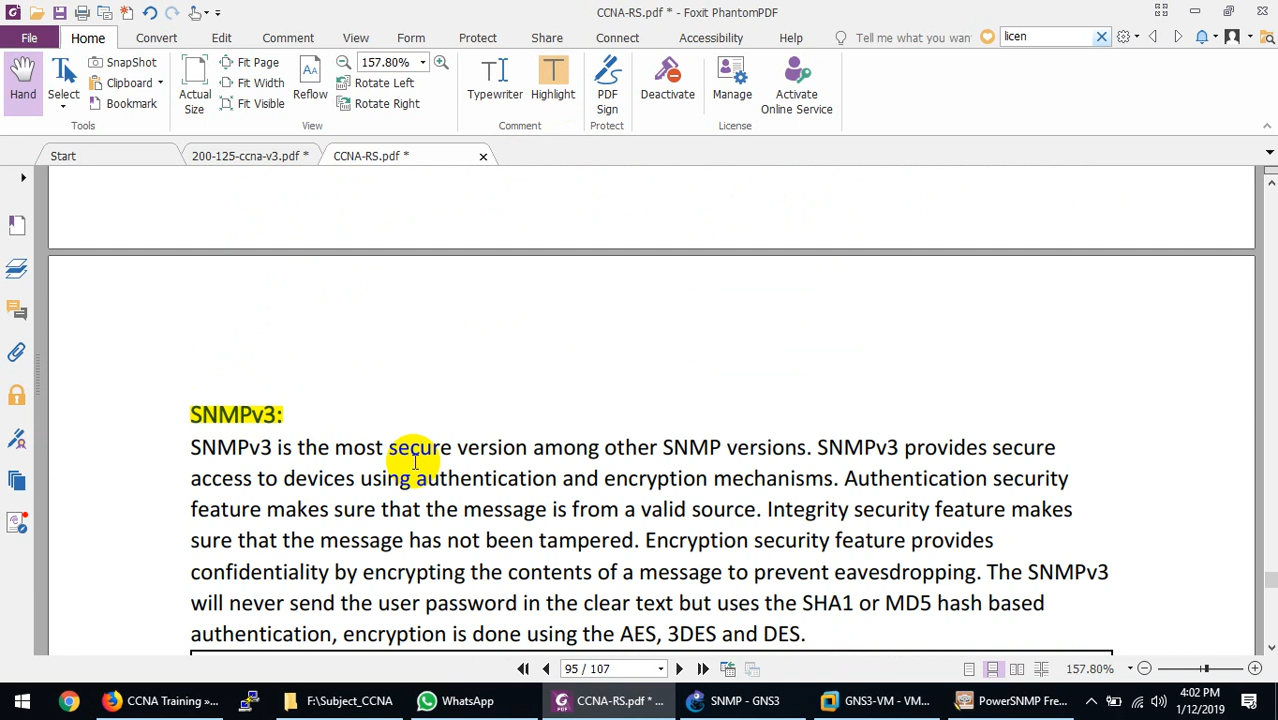 CCNA-RS.pdf * - Foxit PhantomPDF
File
Home
Convert
Edit
Comment
View
Form
Protect
Share
Connect
Accessibility
Help
Tell me what you want
licen
Hand
Select
SnapShot
Clipboard
Bookmark
Actual Size
Fit Page
Fit Width
Fit Visible
Reflow
157.80%
Rotate Left
Rotate Right
Typewriter
Highlight
PDF Sign
Deactivate
Manage
Activate Online Service
Tools
View
Comment
Protect
License
Start
200-125-ccna-v3.pdf *
CCNA-RS.pdf *
SNMPv3:
SNMPv3 is the most secure version among other SNMP versions. SNMPv3 provides secure
access to devices using authentication and encryption mechanisms. Authentication security
feature makes sure that the message is from a valid source. Integrity security feature makes
sure that the message has not been tampered. Encryption security feature provides
confidentiality by encrypting the contents of a message to prevent eavesdropping. The SNMPv3
will never send the user password in the clear text but uses the SHA1 or MD5 hash based
authentication, encryption is done using the AES, 3DES and DES.
95 / 107
157.80%
CCNA Training »...
F:\Subject_CCNA
WhatsApp
CCNA-RS.pdf * ...
SNMP - GNS3
GNS3-VM - VM...
PowerSNMP Fre...
4:02 PM
1/12/2019